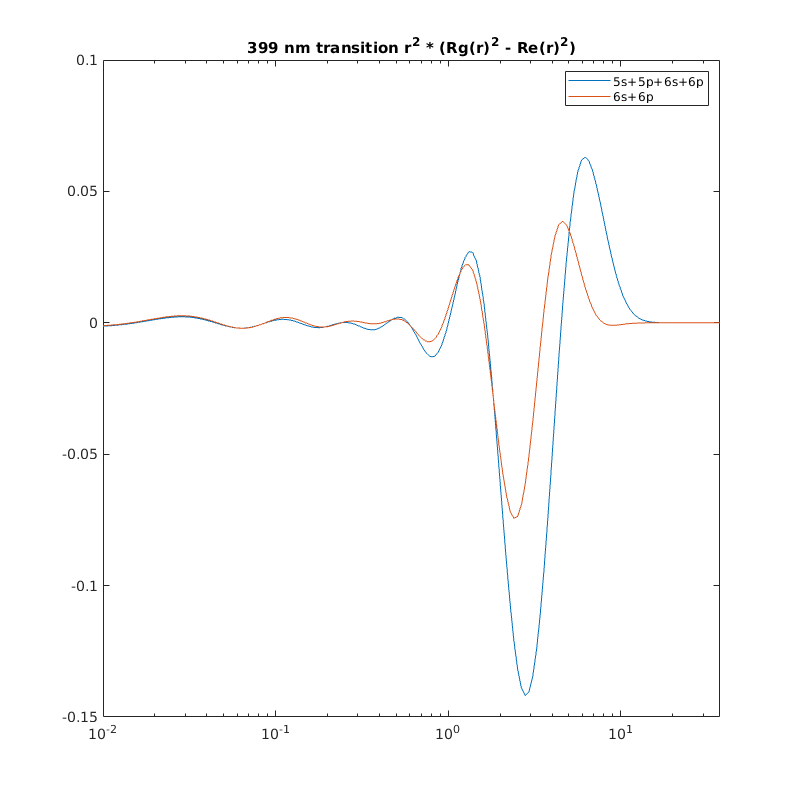 399 nm transition r² * (Rg(r)² - Re(r)²)
0.1
5s+5p+6s+6p
6s+6p
0.05
0
-0.05
-0.1
-0.15
10⁻² 10⁻¹ 10⁰ 10¹